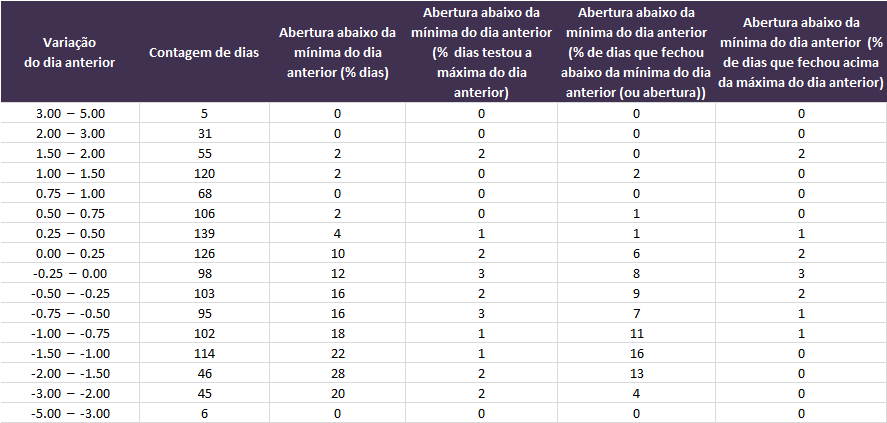 Variação do dia anterior | Contagem de dias | Abertura abaixo da mínima do dia anterior (% dias) | Abertura abaixo da mínima do dia anterior (% dias testou a máxima do dia anterior) | Abertura abaixo da mínima do dia anterior (% de dias que fechou abaixo da mínima do dia anterior (ou abertura)) | Abertura abaixo da mínima do dia anterior (% de dias que fechou acima da máxima do dia anterior)
3.00 – 5.00 5 0 0 0 0
2.00 – 3.00 31 0 0 0 0
1.50 – 2.00 55 2 2 0 2
1.00 – 1.50 120 2 0 2 0
0.75 – 1.00 68 0 0 0 0
0.50 – 0.75 106 2 0 1 0
0.25 – 0.50 139 4 1 1 1
0.00 – 0.25 126 10 2 6 2
-0.25 – 0.00 98 12 3 8 3
-0.50 – -0.25 103 16 2 9 2
-0.75 – -0.50 95 16 3 7 1
-1.00 – -0.75 102 18 1 11 1
-1.50 – -1.00 114 22 1 16 0
-2.00 – -1.50 46 28 2 13 0
-3.00 – -2.00 45 20 2 4 0
-5.00 – -3.00 6 0 0 0 0